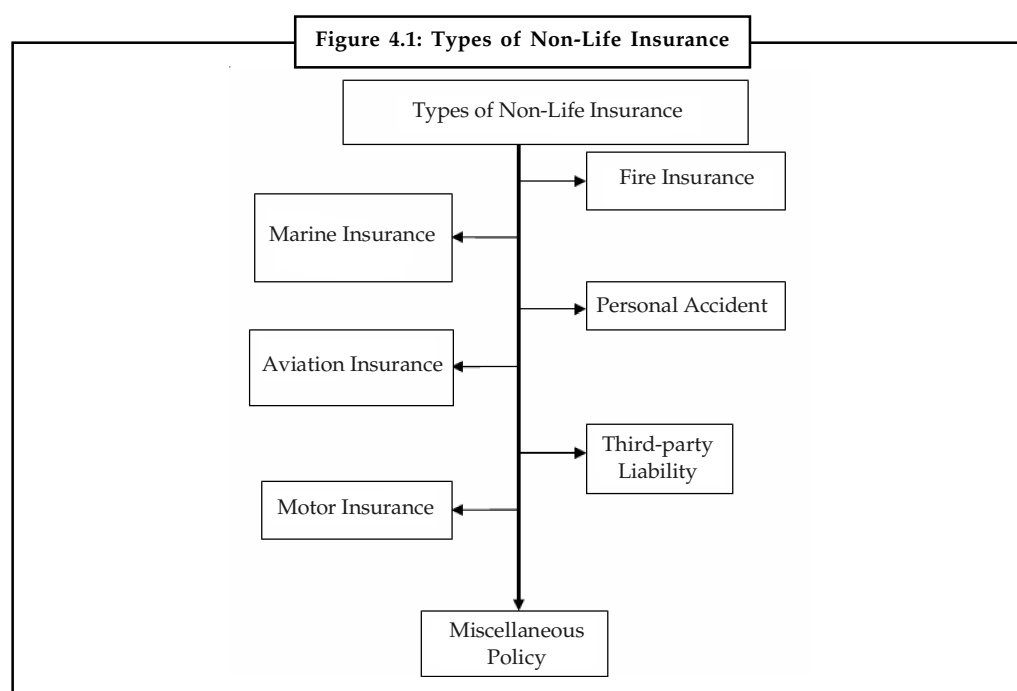 Figure 4.1: Types of Non-Life Insurance
Types of Non-Life Insurance
Fire Insurance
Marine Insurance
Personal Accident
Aviation Insurance
Third-party
Liability
Motor Insurance
Miscellaneous
Policy